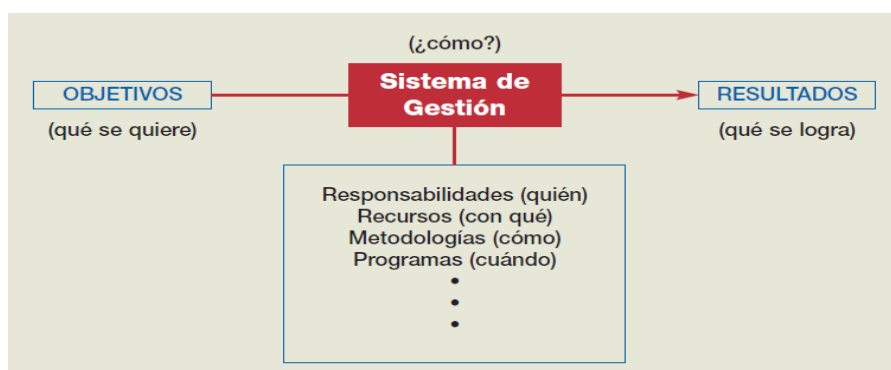 (¿cómo?)
OBJETIVOS
(qué se quiere)
Sistema de
Gestión
RESULTADOS
(qué se logra)
Responsabilidades (quién)
Recursos (con qué)
Metodologías (cómo)
Programas (cuándo)
•
•
•